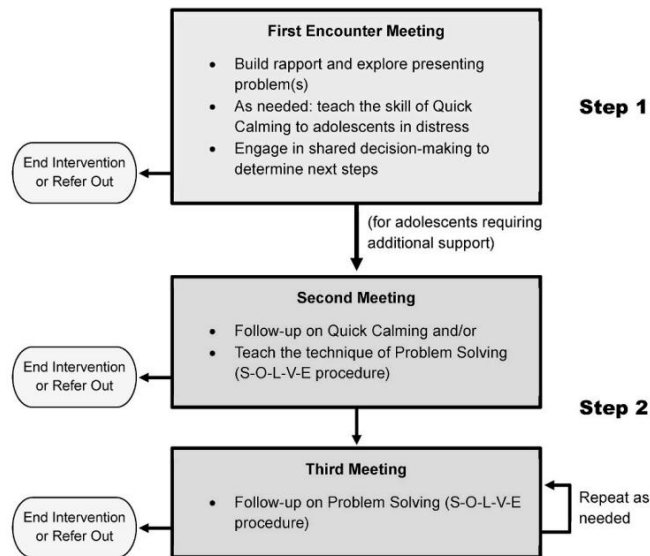 First Encounter Meeting
• Build rapport and explore presenting
problem(s)
• As needed: teach the skill of Quick
Calming to adolescents in distress
• Engage in shared decision-making to
determine next steps
Step 1
End Intervention
or Refer Out
(for adolescents requiring
additional support)
Second Meeting
• Follow-up on Quick Calming and/or
• Teach the technique of Problem Solving
(S-O-L-V-E procedure)
End Intervention
or Refer Out
Step 2
Third Meeting
• Follow-up on Problem Solving (S-O-L-V-E
procedure)
End Intervention
or Refer Out
Repeat as
needed